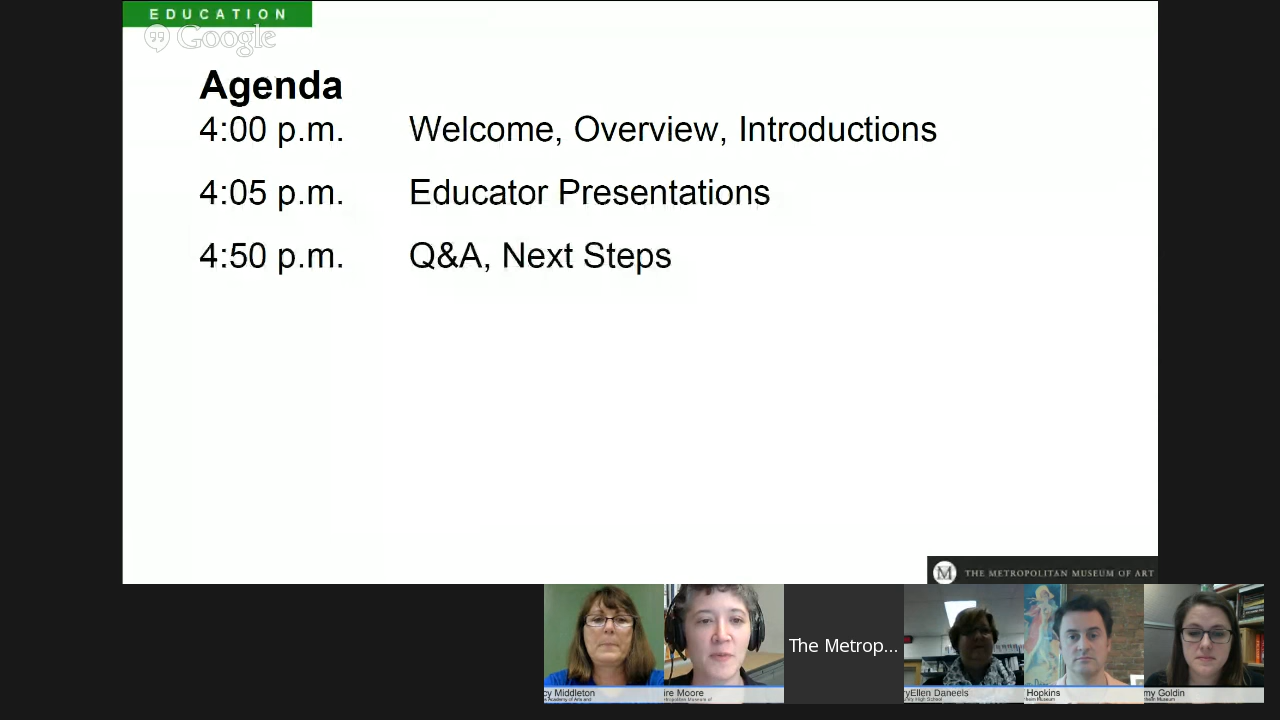 EDUCATION
Google
Agenda
4:00 p.m. Welcome, Overview, Introductions
4:05 p.m. Educator Presentations
4:50 p.m. Q&A, Next Steps
M THE METROPOLITAN MUSEUM OF ART
The Metrop...
cy Middleton
ire Moore
ryEllen Daneels
Hopkins
my Goldin